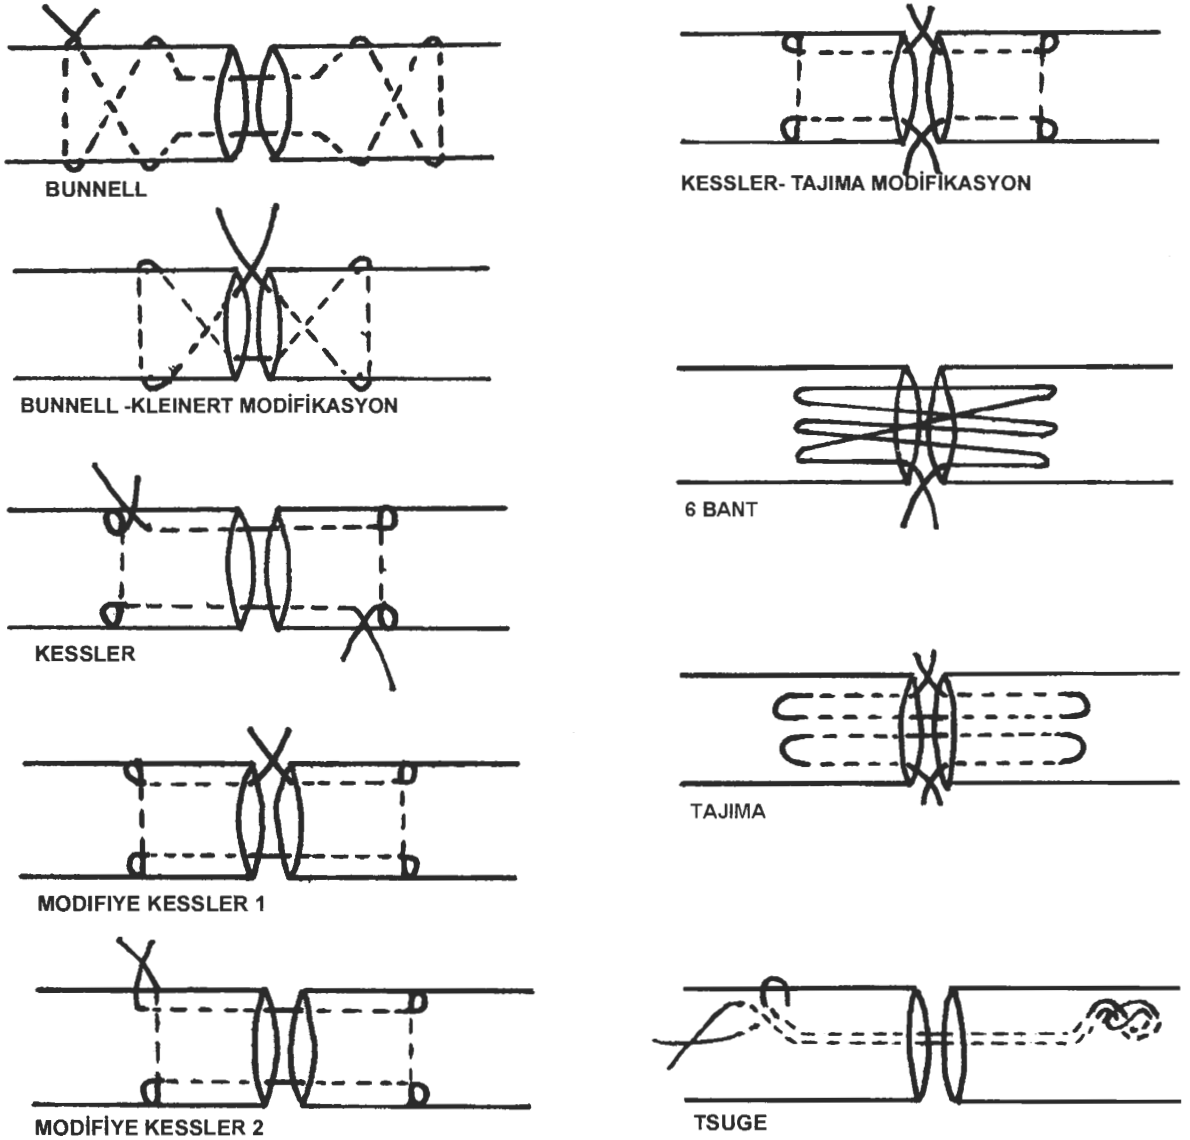 BUNNELL
BUNNELL -KLEINERT MODİFİKASYON
KESSLER
MODIFIYE KESSLER 1
MODİFİYE KESSLER 2
KESSLER- TAJIMA MODİFİKASYON
6 BANT
TAJIMA
TSUGE